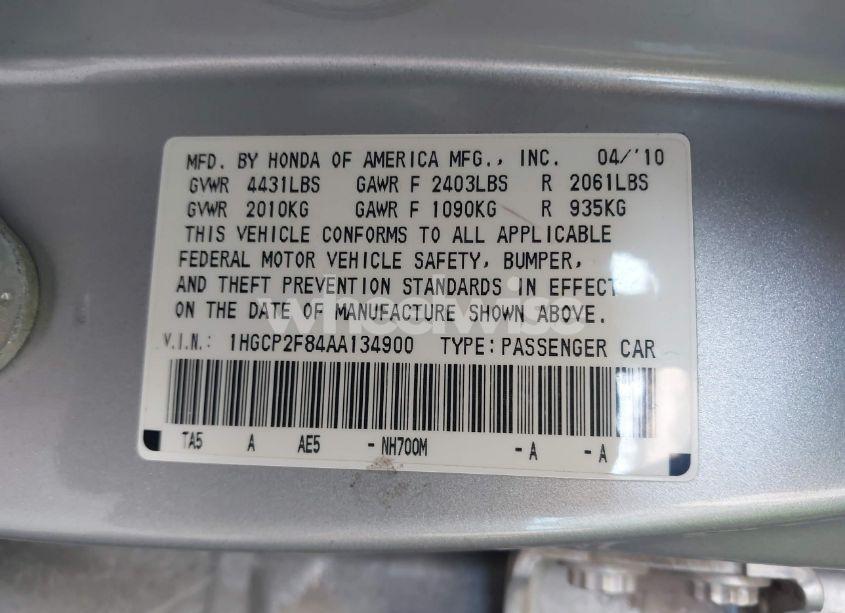 MFD. BY HONDA OF AMERICA MFG., INC. 04/'10
GVWR 4431LBS GAWR F 2403LBS R 2061LBS
GVWR 2010KG GAWR F 1090KG R 935KG
THIS VEHICLE CONFORMS TO ALL APPLICABLE
FEDERAL MOTOR VEHICLE SAFETY, BUMPER,
AND THEFT PREVENTION STANDARDS IN EFFECT
ON THE DATE OF MANUFACTURE SHOWN ABOVE.
wheelwise
V.I.N.: 1HGCP2F84AA134900 TYPE: PASSENGER CAR
TA5 A AE5 - NH700M - A - A